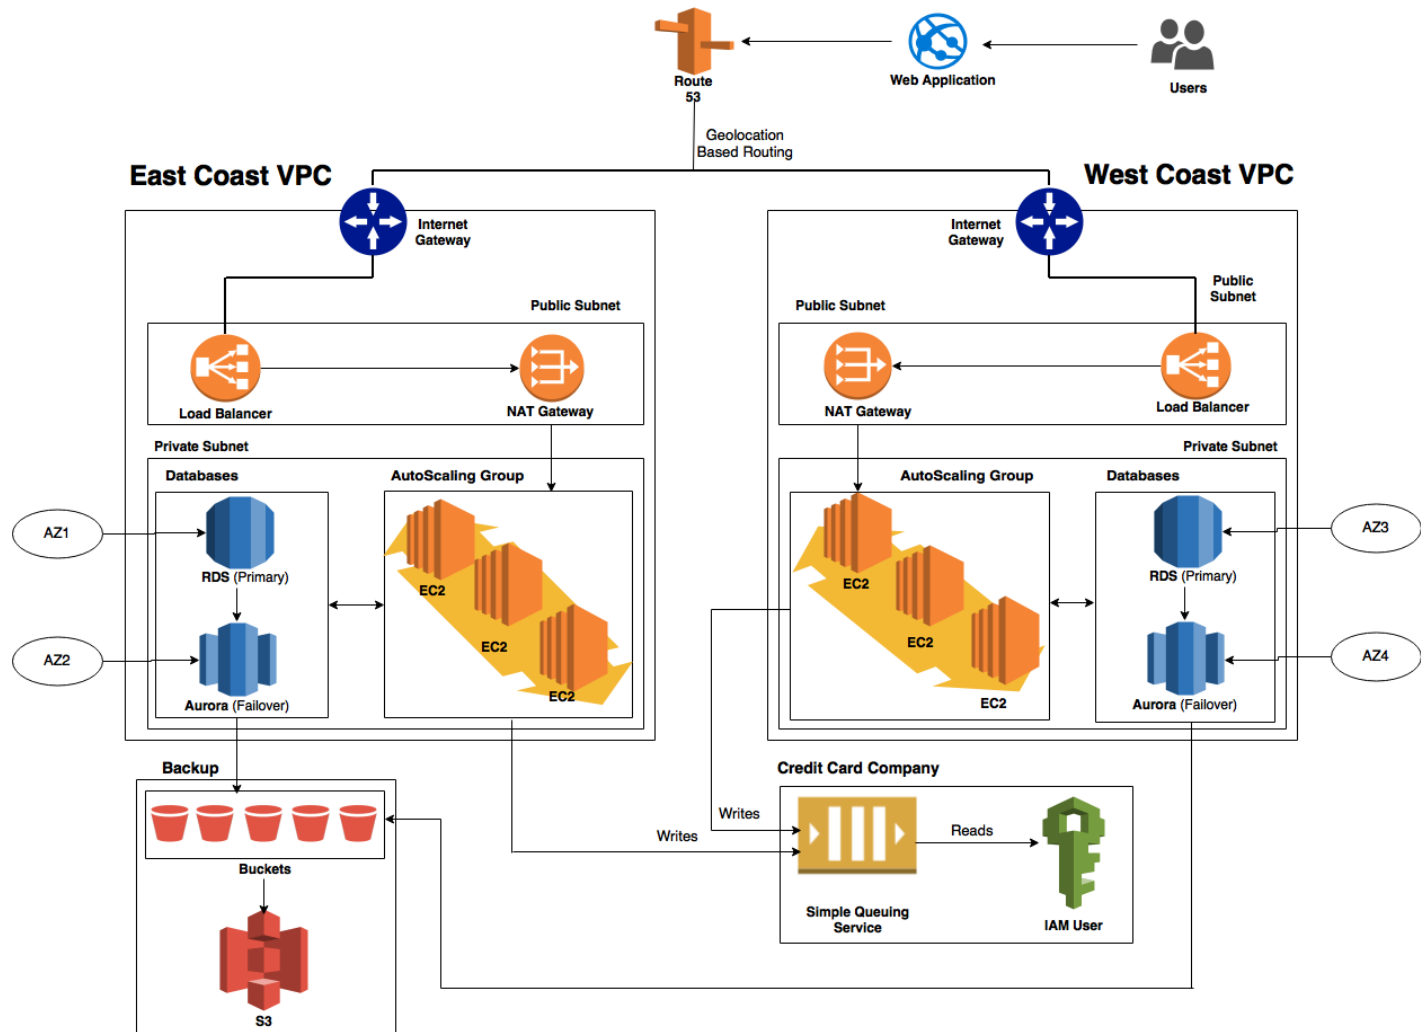 Route
53
Web Application
Users
Geolocation
Based Routing
East Coast VPC
West Coast VPC
Internet
Gateway
Internet
Gateway
Public Subnet
Public Subnet
Public
Subnet
Load Balancer
NAT Gateway
NAT Gateway
Load Balancer
Private Subnet
Private Subnet
Databases
AutoScaling Group
AutoScaling Group
Databases
AZ1
RDS (Primary)
EC2
EC2
EC2
AZ2
Aurora (Failover)
EC2
EC2
EC2
RDS (Primary)
AZ3
Aurora (Failover)
AZ4
Backup
Credit Card Company
Writes
Writes
Reads
Buckets
Simple Queuing
Service
IAM User
S3